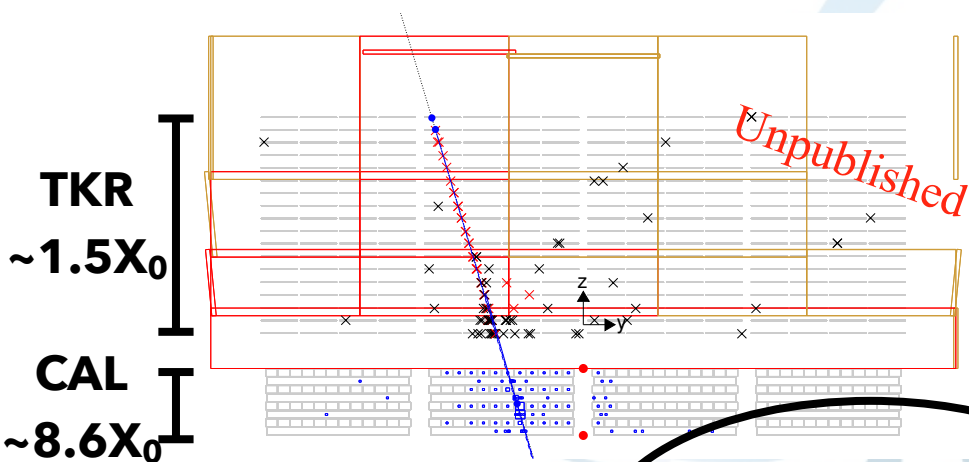 Unpublished
TKR
~1.5X₀
z
y
CAL
~8.6X₀